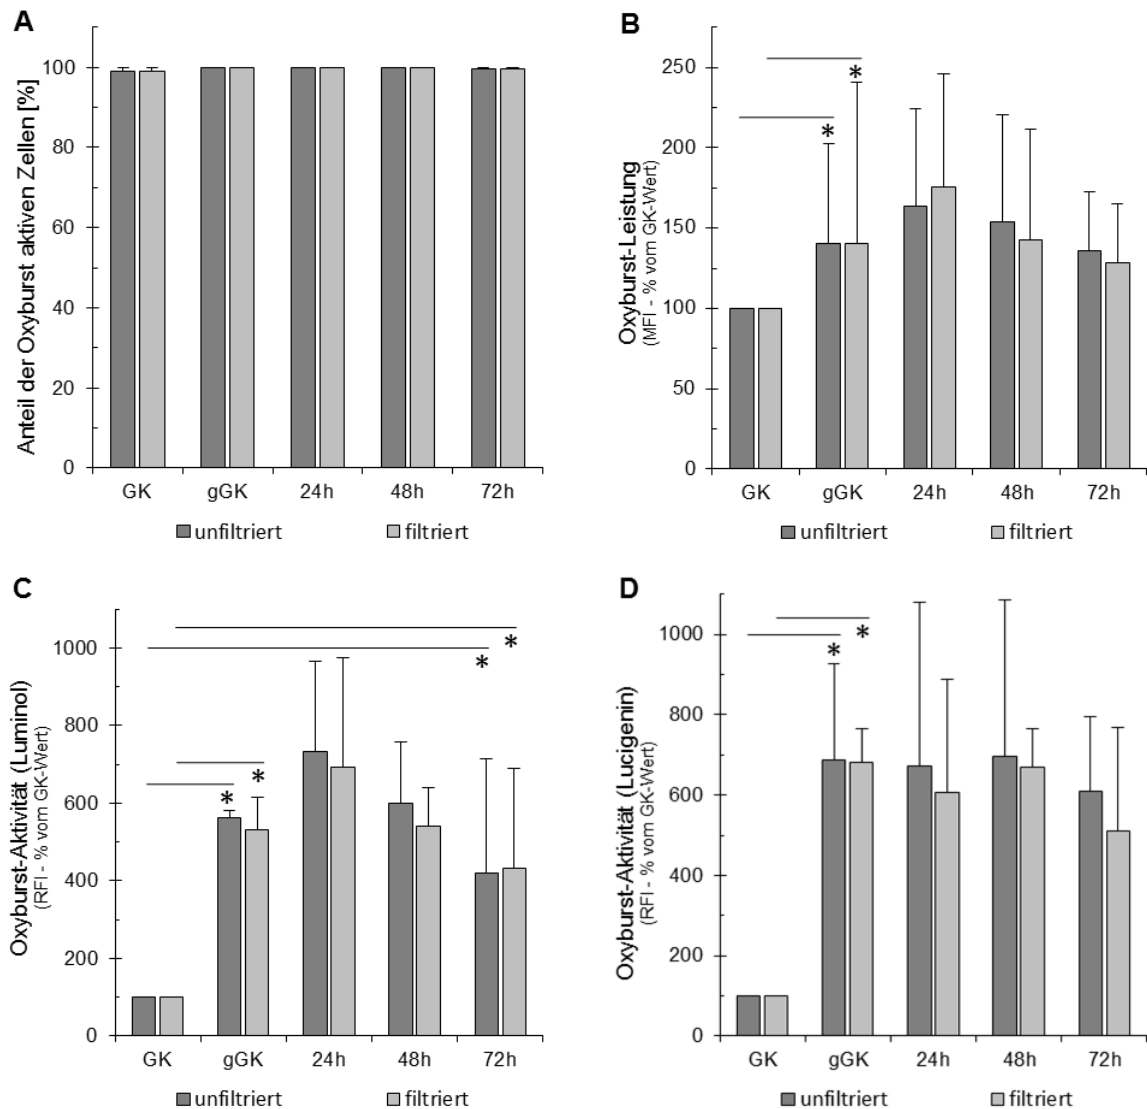 A
Anteil der Oxyburst aktiven Zellen [%]
100
80
60
40
20
0
GK gGK 24h 48h 72h
unfiltriert filtriert
B
Oxyburst-Leistung
(MFI - % vom GK-Wert)
250
200
150
100
50
0
* *
GK gGK 24h 48h 72h
unfiltriert filtriert
C
Oxyburst-Aktivität (Luminol)
(RFI - % vom GK-Wert)
1000
800
600
400
200
0
* * * *
GK gGK 24h 48h 72h
unfiltriert filtriert
D
Oxyburst-Aktivität (Lucigenin)
(RFI - % vom GK-Wert)
1000
800
600
400
200
0
* *
GK gGK 24h 48h 72h
unfiltriert filtriert